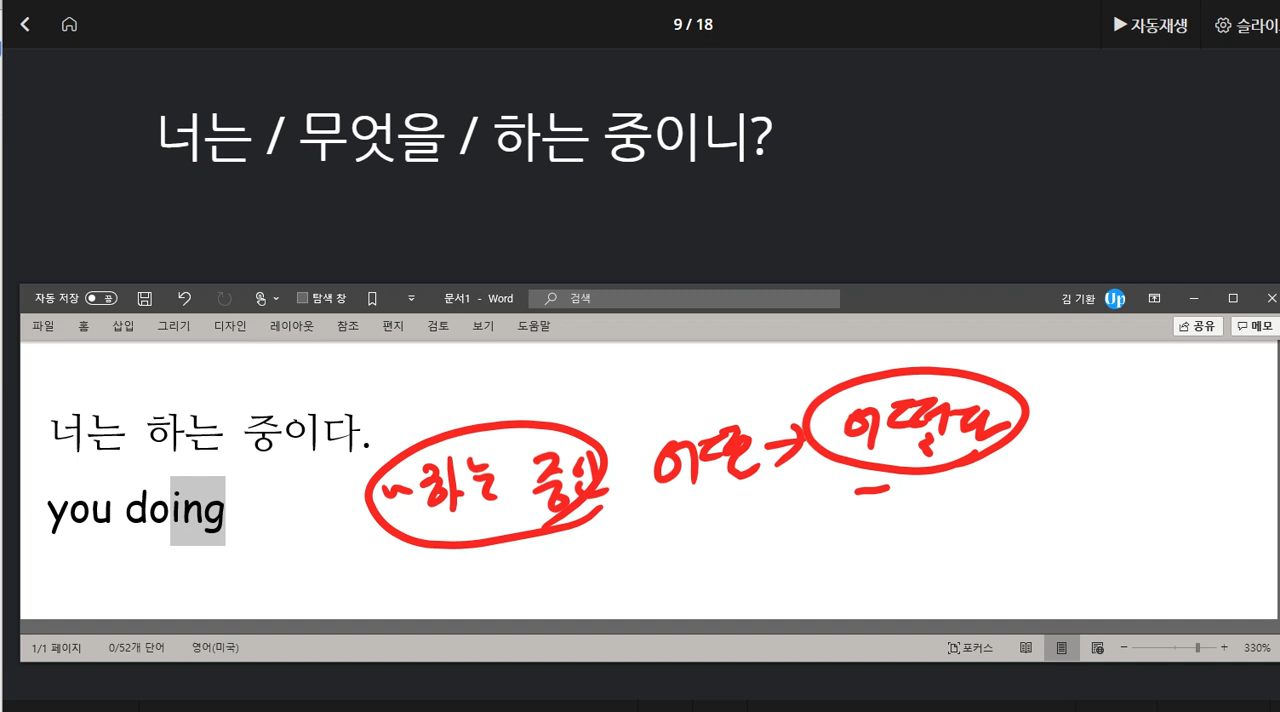 9 / 18
자동재생
슬라이
너는 / 무엇을 / 하는 중이니?
자동 저장
탐색 창
문서1 - Word
검색
김 기환
Up
파일 홈 삽입 그리기 디자인 레이아웃 참조 편지 검토 보기 도움말
공유
메모
너는 하는 중이다.
~하는 중인
어떤 → 어떻다
you doing
1/1 페이지
0/52개 단어
영어(미국)
포커스
330%